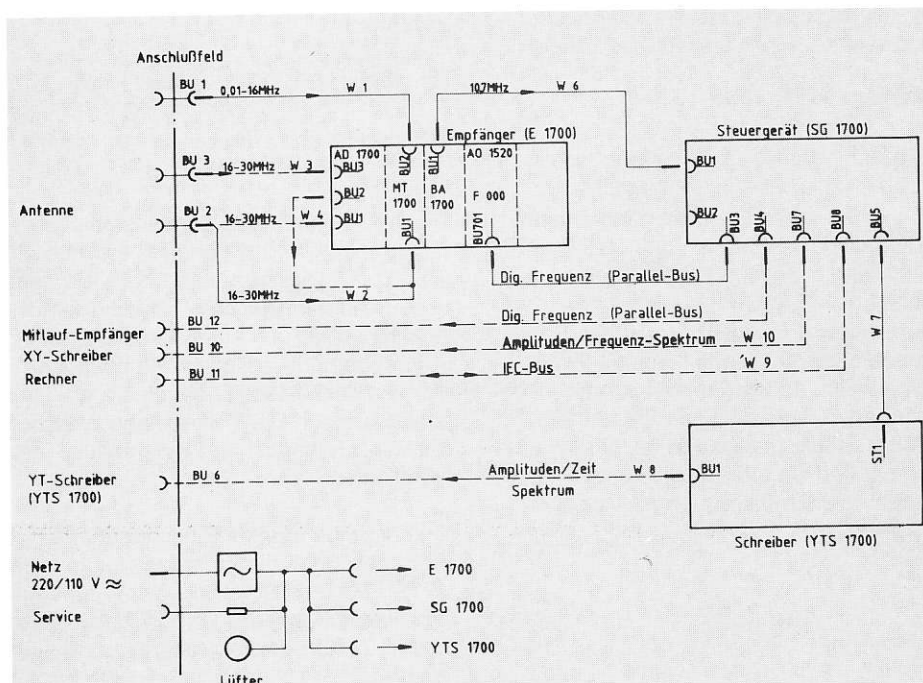 Anschlußfeld
BU 1
0,01-16MHz
W 1
10,7MHz
W 6
Empfänger (E 1700)
Steuergerät (SG 1700)
BU 3
16-30MHz
W 3
AD 1700
BU3
BU2
BU1
AO 1520
BU1
BU2
MT
1700
BA
1700
F 000
Antenne
BU 2
16-30MHz
W 4
BU1
BU1
BU701
BU2
BU3
BU4
BU7
BU8
BU5
Dig. Frequenz (Parallel-Bus)
16-30MHz
W 2
Dig. Frequenz (Parallel-Bus)
W 7
Mitlauf-Empfänger
BU 12
XY-Schreiber
BU 10
Amplituden/Frequenz-Spektrum
W 10
Rechner
BU 11
IEC-Bus
W 9
ST1
YT-Schreiber
(YTS 1700)
BU 6
Amplituden/Zeit
Spektrum
W 8
BU1
Schreiber (YTS 1700)
Netz
220/110 V ≈
E 1700
Service
SG 1700
YTS 1700
Lüfter